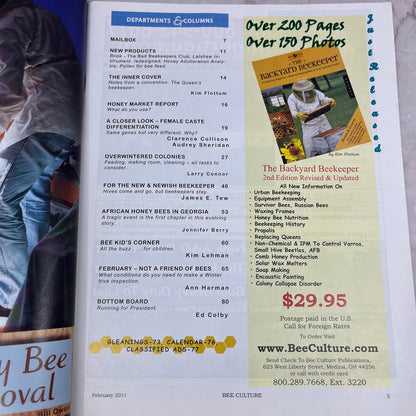 DEPARTMENTS & COLUMNS
MAILBOX 7
NEW PRODUCTS 11
Book - The Bad Beekeepers Club; Latshaw Instrument, redesigned; Honey Adulteration Analysis; Pollen for bee feed.
THE INNER COVER 14
Notes from a convention, The Queen's beekeeper.
Kim Flottum
HONEY MARKET REPORT 16
What do you want?
A CLOSER LOOK – FEMALE CASTE
DIFFERENTIATION 19
Same genes but very different. Why?
Clarence Collison
Audrey Sheridan
OVERWINTERED COLONIES 27
Feeding, making room, cleaning – all tasks to consider.
Larry Connor
FOR THE NEW & NEWISH BEEKEEPER 46
Hives come and go, but beekeepers stay.
James E. Tew
AFRICAN HONEY BEES IN GEORGIA 53
A tragic event is the first chapter in this evolving story.
Jennifer Berry
BEE KID'S CORNER 60
All the buzz . . . for children.
Kim Lehman
FEBRUARY – NOT A FRIEND OF BEES 65
What conditions do you need to make a Winter hive inspection.
Ann Harman
BOTTOM BOARD 80
Running for President.
Ed Colby
GLEANINGS-73, CALENDAR-76,
CLASSIFIED ADS-77
February 2011
BEE CULTURE
5
Over 200 Pages
Over 150 Photos
Just Released
THE
BACKYARD BEEKEEPER
by Kim Flottum
The Backyard Beekeeper
2nd Edition Revised & Updated
All New Information On
• Urban Beekeeping
• Equipment Assembly
• Survivor Bees, Russian Bees
• Waxing Frames
• Honey Bee Nutrition
• Beekeeping History
• Propolis
• Replacing Queens
• Non-Chemical & IPM To Control Varroa, Small Hive Beetles, AFB
• Comb Honey Production
• Solar Wax Melters
• Soap Making
• Encaustic Painting
• Colony Collapse Disorder
$29.95
Postage paid in the U.S.
Call for Foreign Rates
To Order Visit
www.BeeCulture.com
Send Check To Bee Culture Publications,
623 West Liberty Street, Medina, OH 44256
or call with credit card
800.289.7668, Ext. 3220
y Bee
oval
Bill Ow